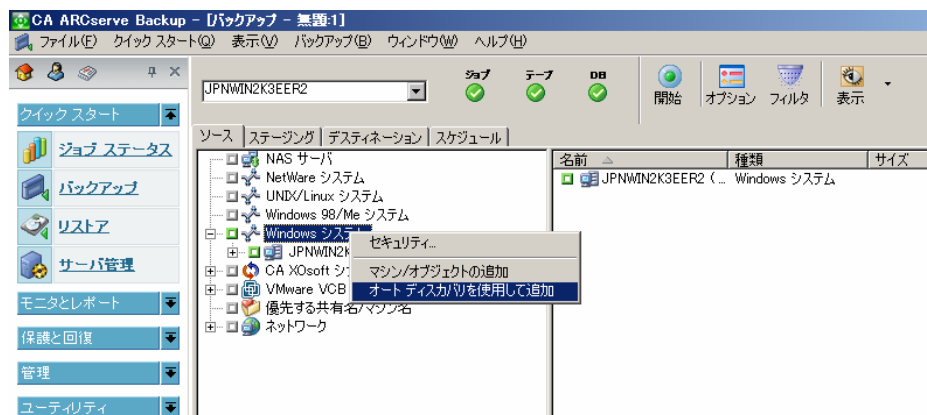 CA ARCserve Backup - [バックアップ - 無題:1]
ファイル(F) クイック スタート(Q) 表示(V) バックアップ(B) ウィンドウ(W) ヘルプ(H)
JPNWIN2K3EER2
ジョブ テープ DB
開始 オプション フィルタ 表示
クイック スタート
ジョブ ステータス
バックアップ
リストア
サーバ管理
モニタとレポート
保護と回復
管理
ユーティリティ
ソース ステージング デスティネーション スケジュール
NAS サーバ
NetWare システム
UNIX/Linux システム
Windows 98/Me システム
Windows システム
JPNWIN2K
CA XOsoft シ
VMware VCB
優先する共有名/マシン名
ネットワーク
セキュリティ...
マシン/オブジェクトの追加
オート ディスカバリを使用して追加
名前 種類 サイズ
JPNWIN2K3EER2 (... Windows システム